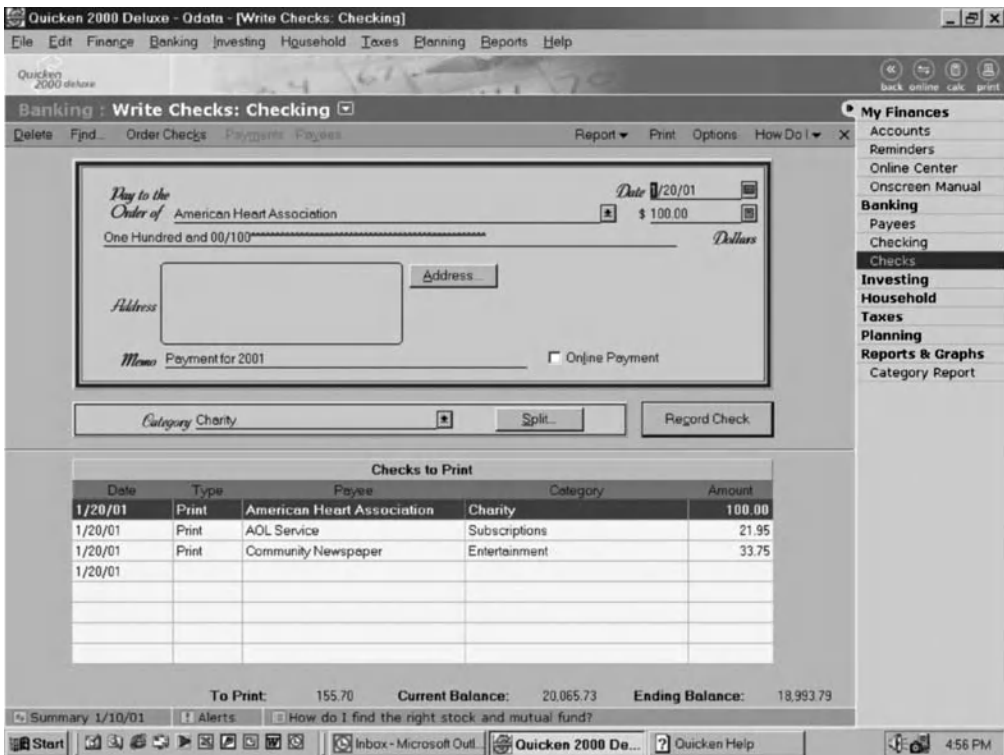 Quicken 2000 Deluxe - Qdata - [Write Checks: Checking]
File Edit Finance Banking Investing Household Taxes Planning Reports Help
Quicken
2000 deluxe
back online calc print
Banking : Write Checks: Checking
Delete Find... Order Checks Payments Payees Report Print Options How Do I X
Pay to the
Order of American Heart Association
Date 1/20/01
$ 100.00
One Hundred and 00/100
Dollars
Address
Address...
Memo Payment for 2001
Online Payment
Category Charity
Split...
Record Check
Checks to Print
Date Type Payee Category Amount
1/20/01 Print American Heart Association Charity 100.00
1/20/01 Print AOL Service Subscriptions 21.95
1/20/01 Print Community Newspaper Entertainment 33.75
1/20/01
To Print: 155.70 Current Balance: 20,065.73 Ending Balance: 18,993.79
My Finances
Accounts
Reminders
Online Center
Onscreen Manual
Banking
Payees
Checking
Checks
Investing
Household
Taxes
Planning
Reports & Graphs
Category Report
Summary 1/10/01 ! Alerts How do I find the right stock and mutual fund?
Start Inbox - Microsoft Outl... Quicken 2000 De... Quicken Help 4:56 PM